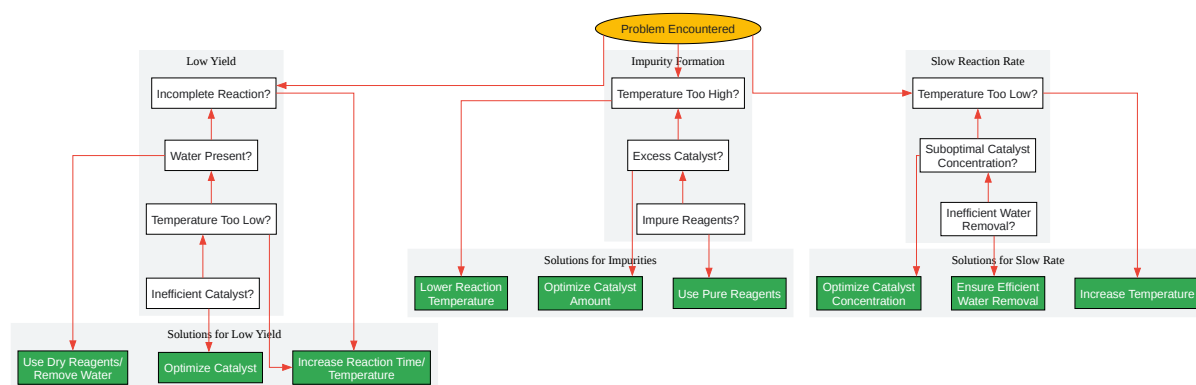 Problem Encountered
Low Yield
Incomplete Reaction?
Water Present?
Temperature Too Low?
Inefficient Catalyst?
Solutions for Low Yield
Use Dry Reagents/
Remove Water
Optimize Catalyst
Increase Reaction Time/
Temperature
Impurity Formation
Temperature Too High?
Excess Catalyst?
Impure Reagents?
Solutions for Impurities
Lower Reaction
Temperature
Optimize Catalyst
Amount
Use Pure Reagents
Slow Reaction Rate
Temperature Too Low?
Suboptimal Catalyst
Concentration?
Inefficient Water
Removal?
Solutions for Slow Rate
Optimize Catalyst
Concentration
Ensure Efficient
Water Removal
Increase Temperature